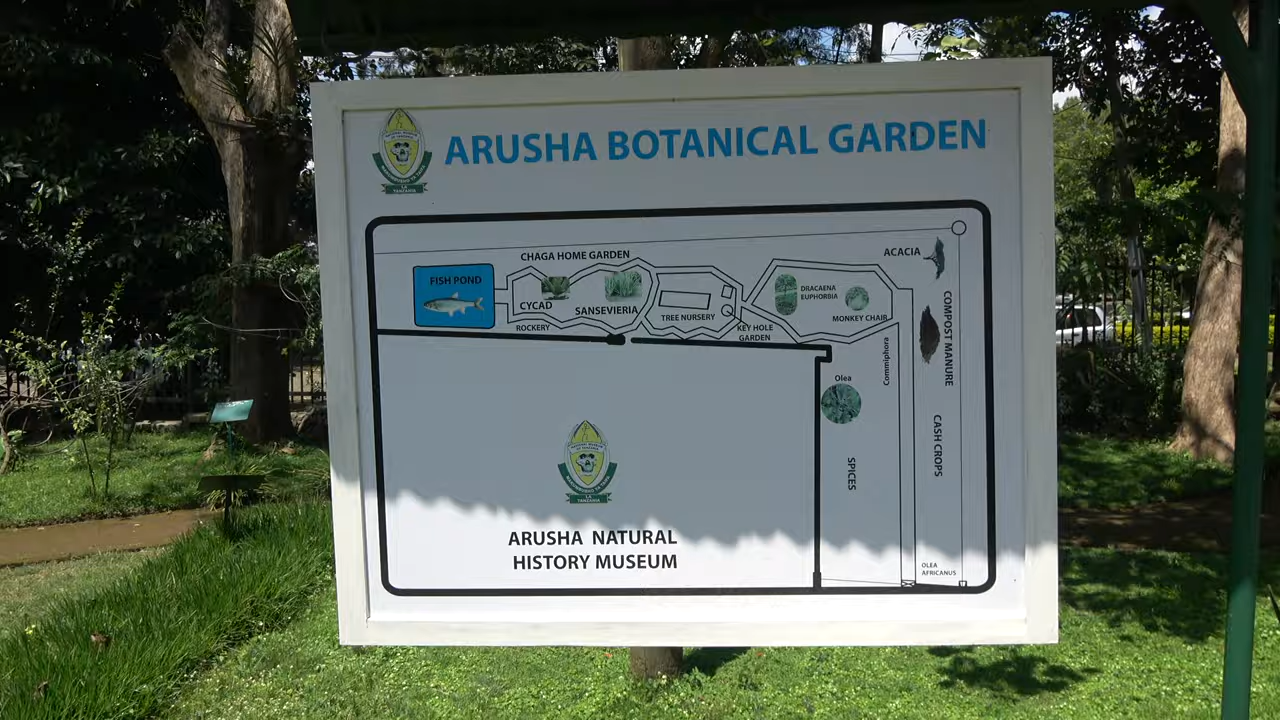 ARUSHA BOTANICAL GARDEN
CHAGA HOME GARDEN
ACACIA
FISH POND
CYCAD
SANSEVIERIA
DRACAENA
EUPHORBIA
TREE NURSERY
MONKEY CHAIR
ROCKERY
KEY HOLE
GARDEN
COMPOST MANURE
Commiphora
Olea
CASH CROPS
SPICES
ARUSHA NATURAL
HISTORY MUSEUM
OLEA
AFRICANUS